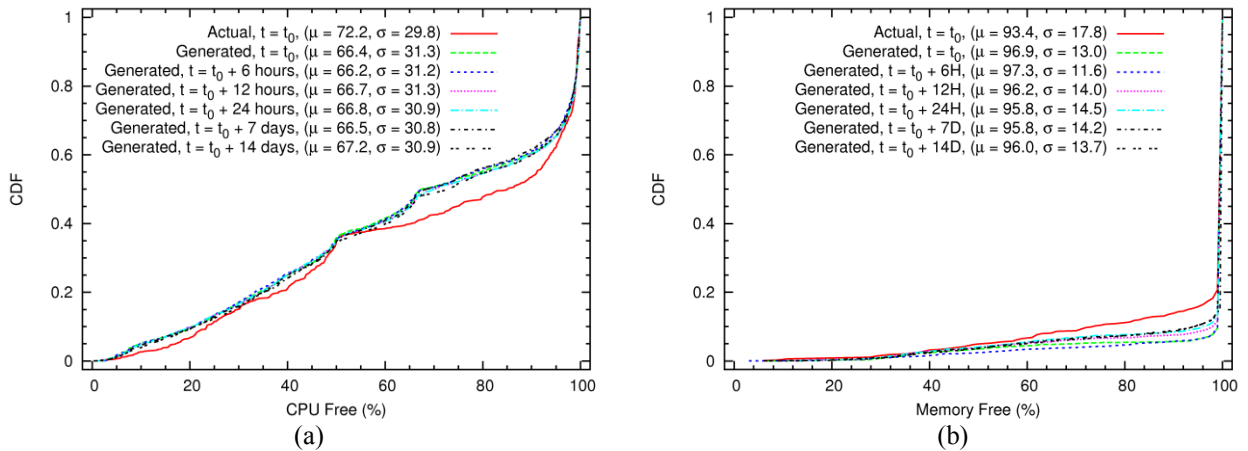 1
0.8
0.6
0.4
0.2
0
CDF
0 20 40 60 80 100
CPU Free (%)
Actual, t = t₀, (μ = 72.2, σ = 29.8)
Generated, t = t₀, (μ = 66.4, σ = 31.3)
Generated, t = t₀ + 6 hours, (μ = 66.2, σ = 31.2)
Generated, t = t₀ + 12 hours, (μ = 66.7, σ = 31.3)
Generated, t = t₀ + 24 hours, (μ = 66.8, σ = 30.9)
Generated, t = t₀ + 7 days, (μ = 66.5, σ = 30.8)
Generated, t = t₀ + 14 days, (μ = 67.2, σ = 30.9)
(a)
1
0.8
0.6
0.4
0.2
0
CDF
0 20 40 60 80 100
Memory Free (%)
Actual, t = t₀, (μ = 93.4, σ = 17.8)
Generated, t = t₀, (μ = 96.9, σ = 13.0)
Generated, t = t₀ + 6H, (μ = 97.3, σ = 11.6)
Generated, t = t₀ + 12H, (μ = 96.2, σ = 14.0)
Generated, t = t₀ + 24H, (μ = 95.8, σ = 14.5)
Generated, t = t₀ + 7D, (μ = 95.8, σ = 14.2)
Generated, t = t₀ + 14D, (μ = 96.0, σ = 13.7)
(b)